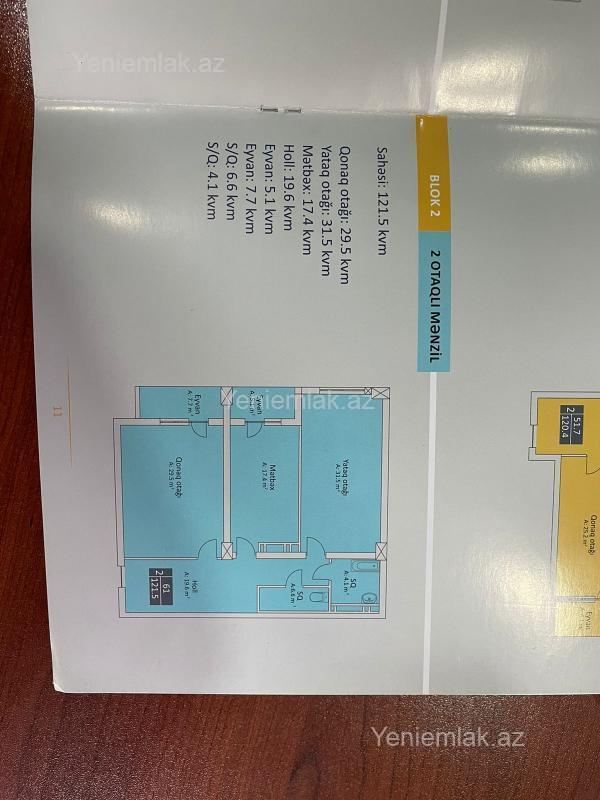 Yeniemlak.az
BLOK 2
2 OTAQLI MƏNZİL
Sahəsi: 121.5 kvm
Qonaq otağı: 29.5 kvm
Yataq otağı: 31.5 kvm
Mətbəx: 17.4 kvm
Holl: 19.6 kvm
Eyvan: 5.1 kvm
Eyvan: 7.7 kvm
S/Q: 6.6 kvm
S/Q: 4.1 kvm
Yataq otağı
A: 31.5 m²
SQ
A: 4.1 m²
Eyvan
Mətbəx
A: 17.4 m²
SQ
A: 6.6 m²
Eyvan
A: 7.7 m²
Qonaq otağı
A: 29.5 m²
Holl
A: 19.6 m²
2
61
121.5
11
2
51.7
120.4
Qonaq otağı
A: 25.2 m²
Eyvan
Yeniemlak.az
Yeniemlak.az